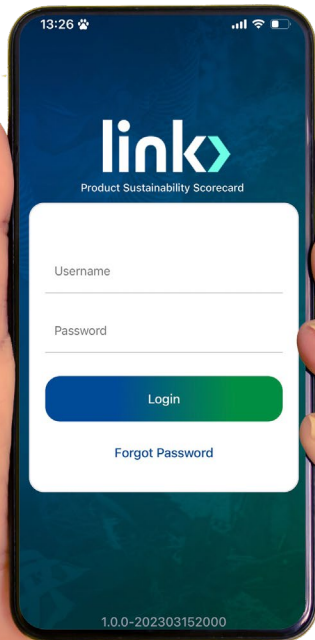 13:26
link
Product Sustainability Scorecard
Username
Password
Login
Forgot Password
1.0.0-202303152000